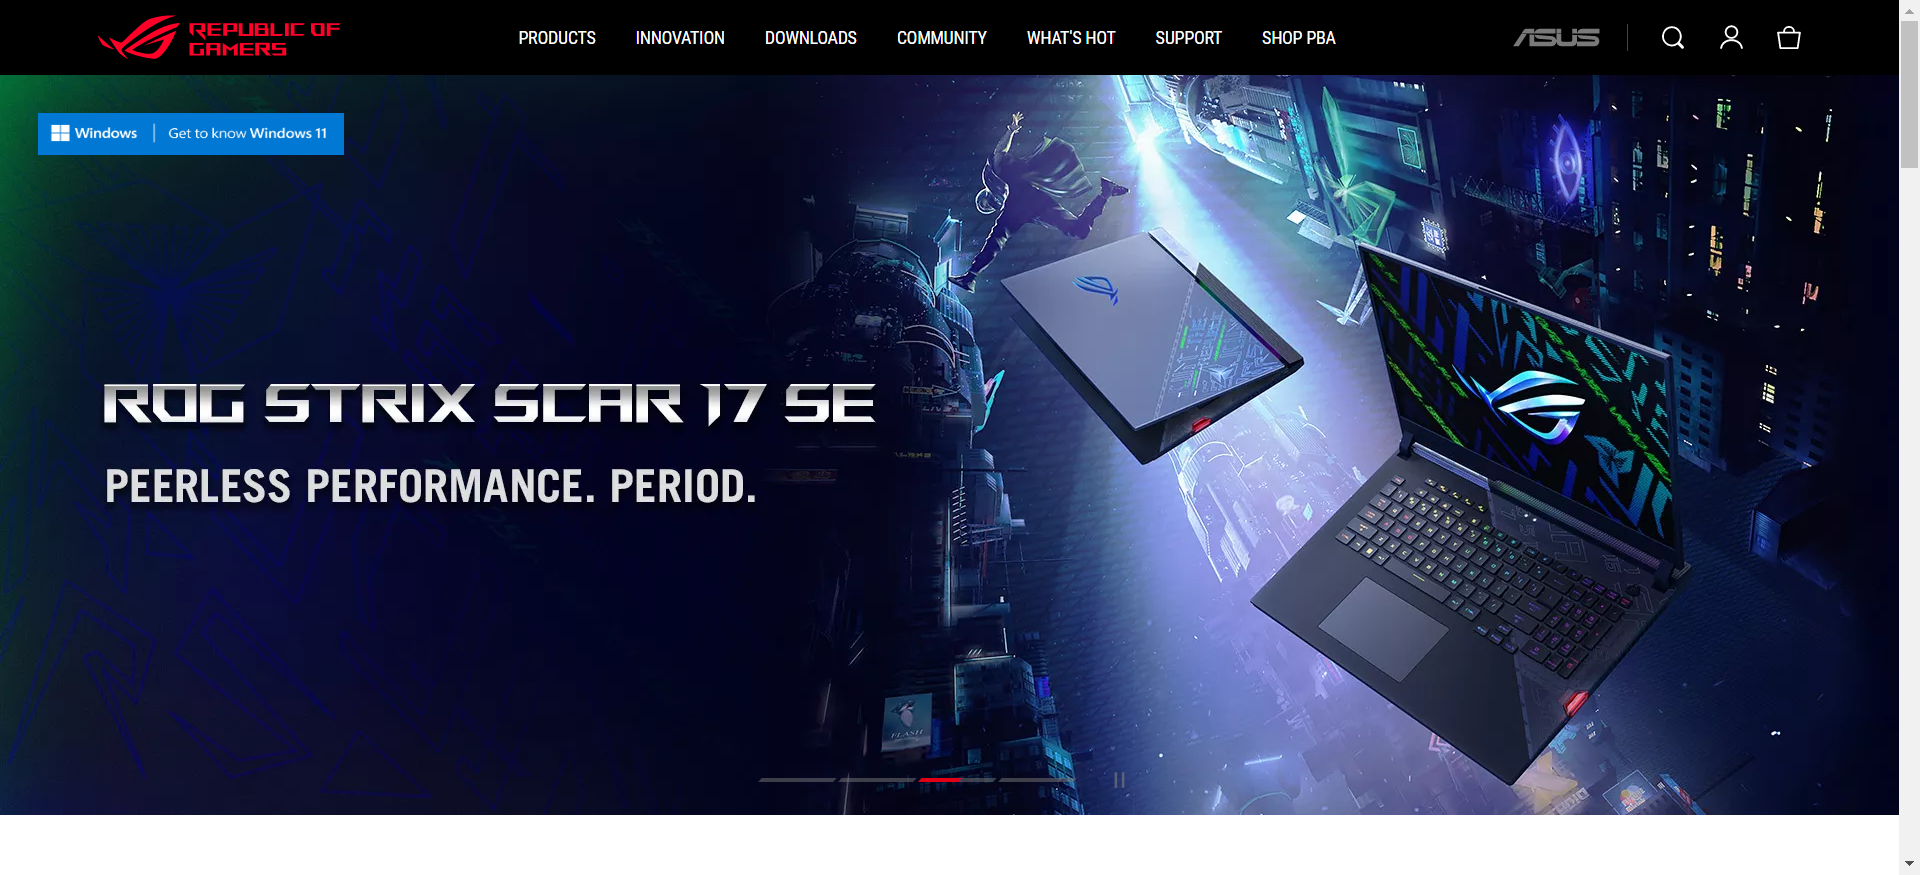 REPUBLIC OF
GAMERS
PRODUCTS
INNOVATION
DOWNLOADS
COMMUNITY
WHAT'S HOT
SUPPORT
SHOP PBA
ASUS
Windows
Get to know Windows 11
ROG STRIX SCAR 17 SE
PEERLESS PERFORMANCE. PERIOD.
FLASH